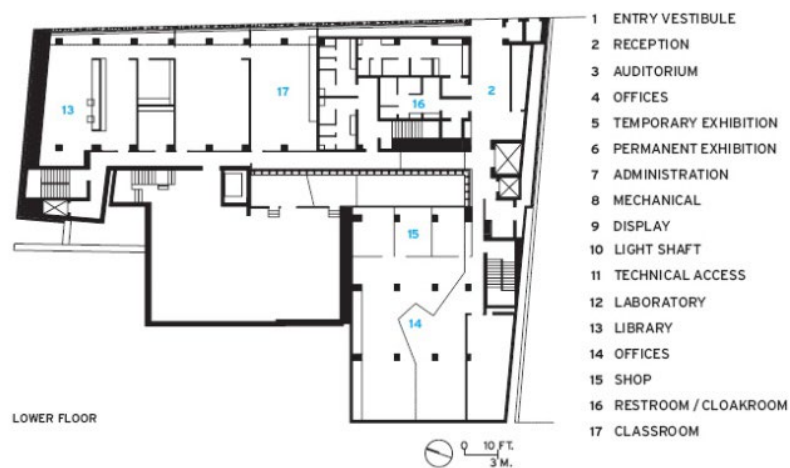 1 ENTRY VESTIBULE
2 RECEPTION
3 AUDITORIUM
4 OFFICES
5 TEMPORARY EXHIBITION
6 PERMANENT EXHIBITION
7 ADMINISTRATION
8 MECHANICAL
9 DISPLAY
10 LIGHT SHAFT
11 TECHNICAL ACCESS
12 LABORATORY
13 LIBRARY
14 OFFICES
15 SHOP
16 RESTROOM / CLOAKROOM
17 CLASSROOM
13
17
16
2
15
14
LOWER FLOOR
0 10 FT.
3 M.